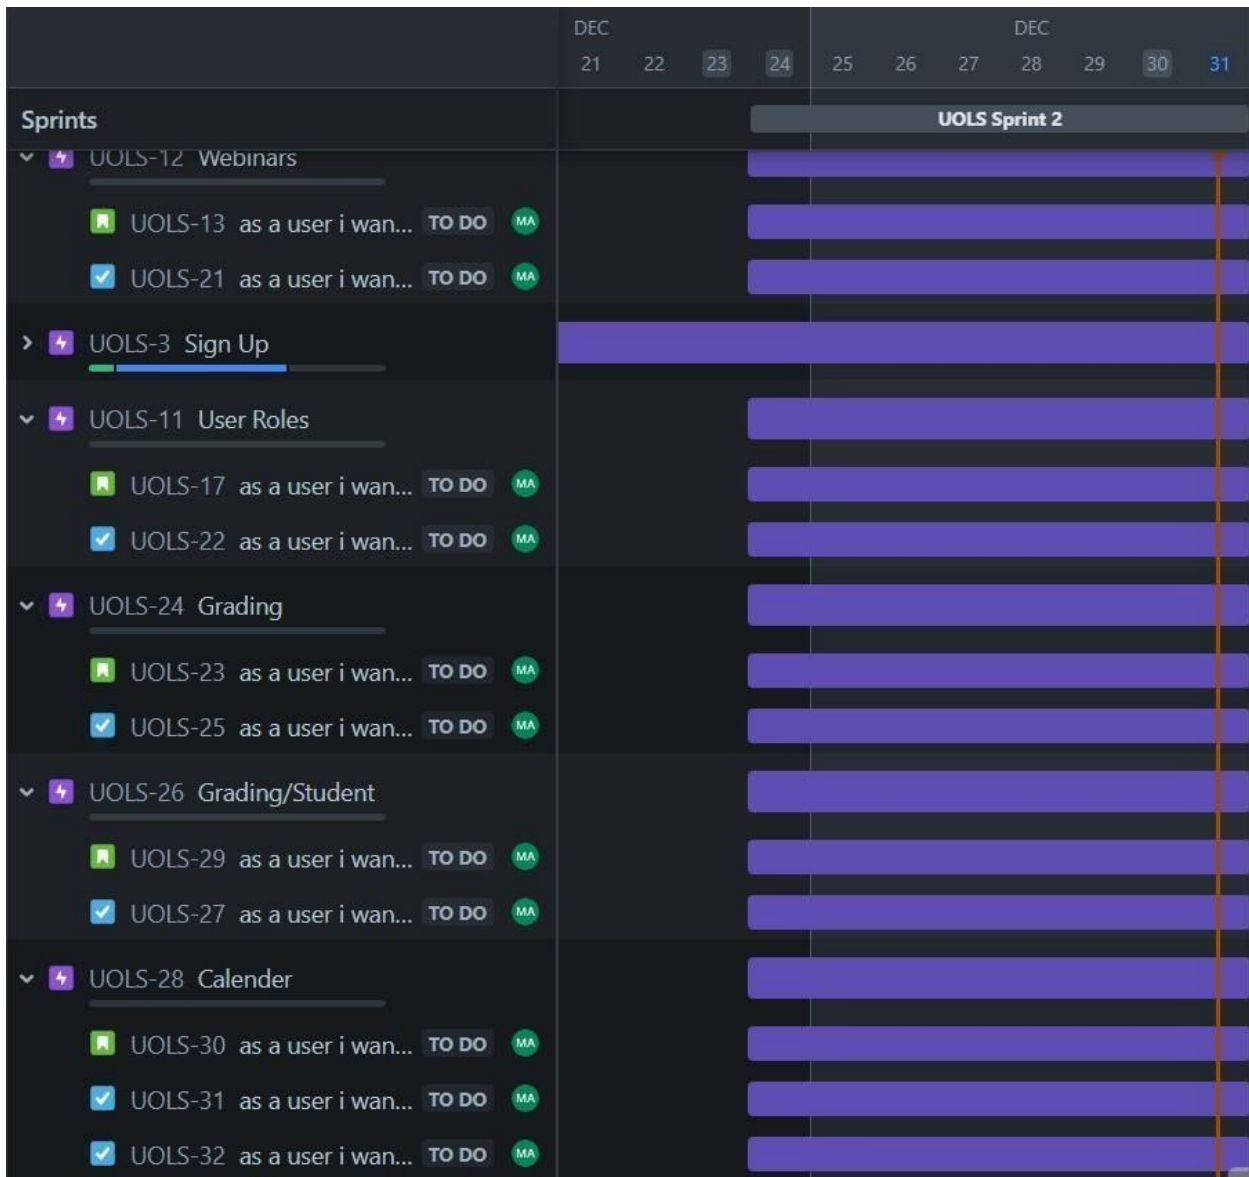 DEC DEC
21 22 23 24 25 26 27 28 29 30 31
Sprints UOLS Sprint 2
UOLS-12 Webinars
UOLS-13 as a user i wan... TO DO MA
UOLS-21 as a user i wan... TO DO MA
UOLS-3 Sign Up
UOLS-11 User Roles
UOLS-17 as a user i wan... TO DO MA
UOLS-22 as a user i wan... TO DO MA
UOLS-24 Grading
UOLS-23 as a user i wan... TO DO MA
UOLS-25 as a user i wan... TO DO MA
UOLS-26 Grading/Student
UOLS-29 as a user i wan... TO DO MA
UOLS-27 as a user i wan... TO DO MA
UOLS-28 Calender
UOLS-30 as a user i wan... TO DO MA
UOLS-31 as a user i wan... TO DO MA
UOLS-32 as a user i wan... TO DO MA